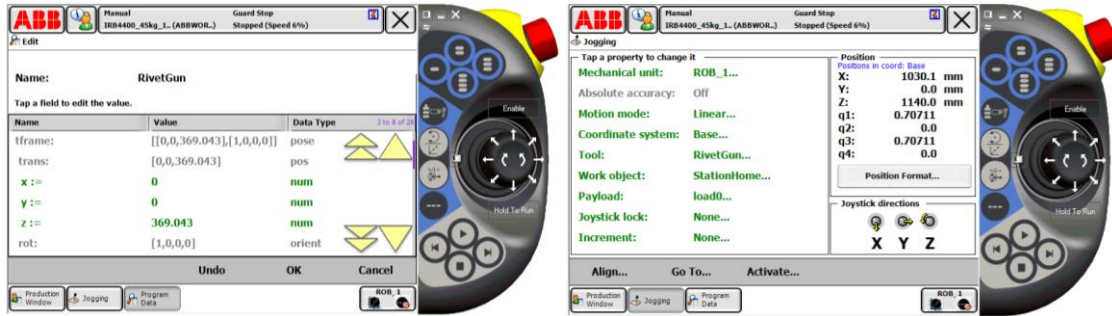 ABB
Manual
Guard Stop
IRB4400_45kg_1.. (ABBWOR..)
Stopped (Speed 6%)
Edit
Name:
RivetGun
Tap a field to edit the value.
Name
Value
Data Type
3 to 8 of 26
tframe:
[[0,0,369.043],[1,0,0,0]]
pose
trans:
[0,0,369.043]
pos
x :=
0
num
y :=
0
num
z :=
369.043
num
rot:
[1,0,0,0]
orient
Undo
OK
Cancel
Production
Window
Jogging
Program
Data
ROB_1
Enable
Hold To Run
ABB
Manual
Guard Stop
IRB4400_45kg_1.. (ABBWOR..)
Stopped (Speed 6%)
Jogging
Tap a property to change it
Mechanical unit:
ROB_1...
Absolute accuracy:
Off
Motion mode:
Linear...
Coordinate system:
Base...
Tool:
RivetGun...
Work object:
StationHome...
Payload:
load0...
Joystick lock:
None...
Increment:
None...
Position
Positions in coord: Base
X: 1030.1 mm
Y: 0.0 mm
Z: 1140.0 mm
q1: 0.70711
q2: 0.0
q3: 0.70711
q4: 0.0
Position Format...
Joystick directions
X Y Z
Align...
Go To...
Activate...
Production
Window
Jogging
Program
Data
ROB_1
Enable
Hold To Run